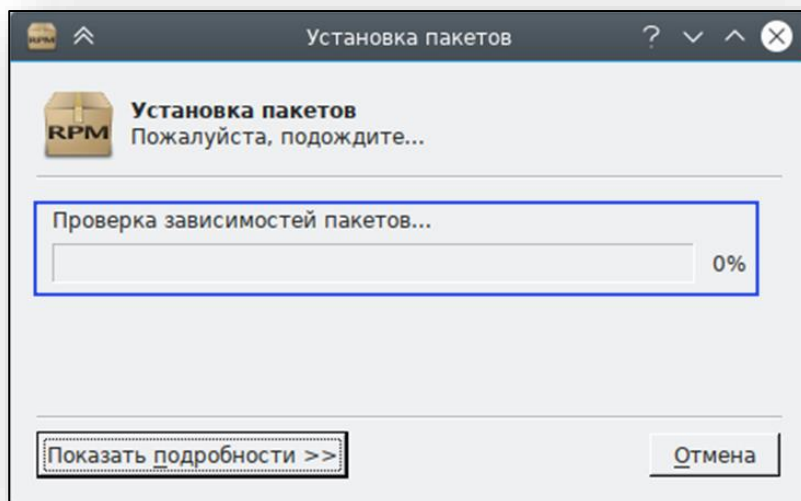 RPM
Установка пакетов
?
RPM
Установка пакетов
Пожалуйста, подождите...
Проверка зависимостей пакетов...
0%
Показать подробности >>
Отмена